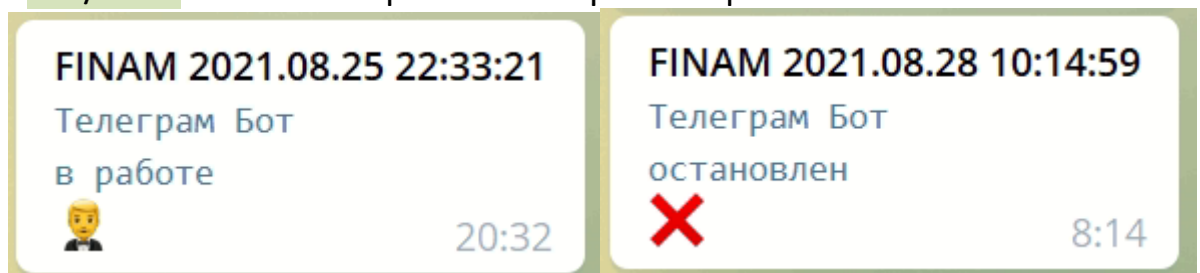 FINAM 2021.08.25 22:33:21
Телеграм Бот
в работе
20:32
FINAM 2021.08.28 10:14:59
Телеграм Бот
остановлен
8:14